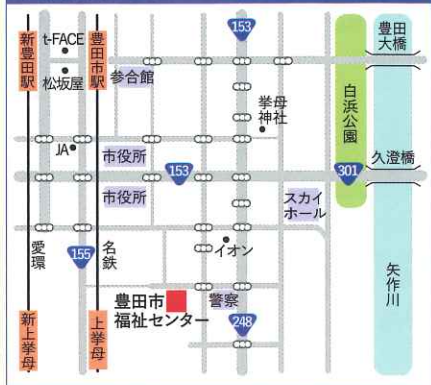 153
豊田
大橋
新豊田駅
t-FACE
豊田市駅
松坂屋
参合館
挙母
神社
白浜公園
JA
市役所
久澄橋
153
301
市役所
スカイ
ホール
愛環
155
名鉄
イオン
矢作川
豊田市
福祉センター
警察
新上挙母
上挙母
248